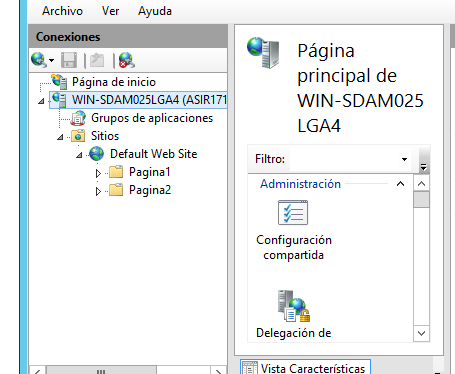 Archivo Ver Ayuda
Conexiones
Página de inicio
WIN-SDAM025LGA4 (ASIR171
Grupos de aplicaciones
Sitios
Default Web Site
Pagina1
Pagina2
Página
principal de
WIN-SDAM025
LGA4
Filtro:
Administración
Configuración
compartida
Delegación de
Vista Características